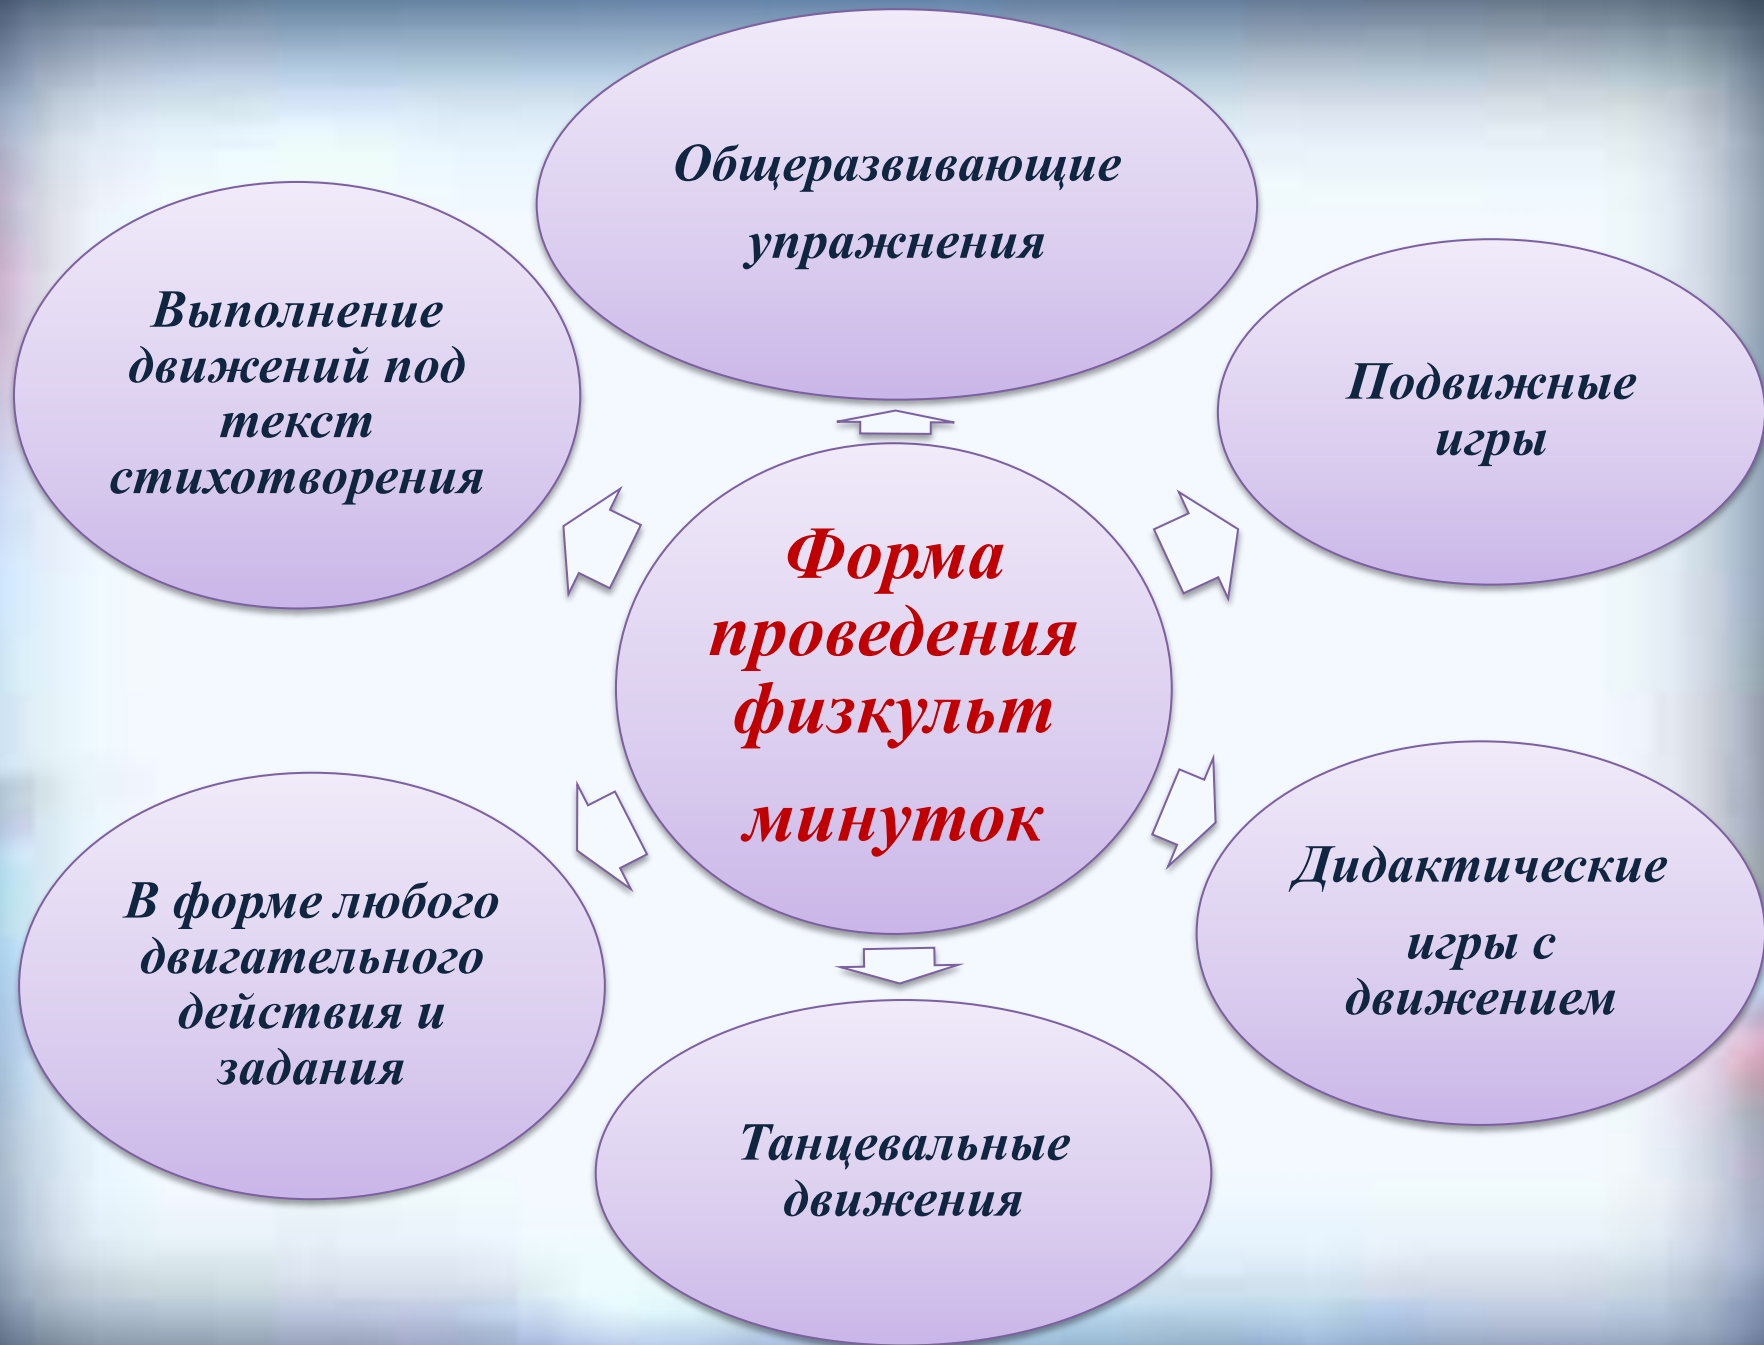 Общеразвивающие
упражнения
Выполнение
движений под
текст
стихотворения
Подвижные
игры
Форма
проведения
физкульт
минуток
Дидактические
игры с
движением
В форме любого
двигательного
действия и
задания
Танцевальные
движения